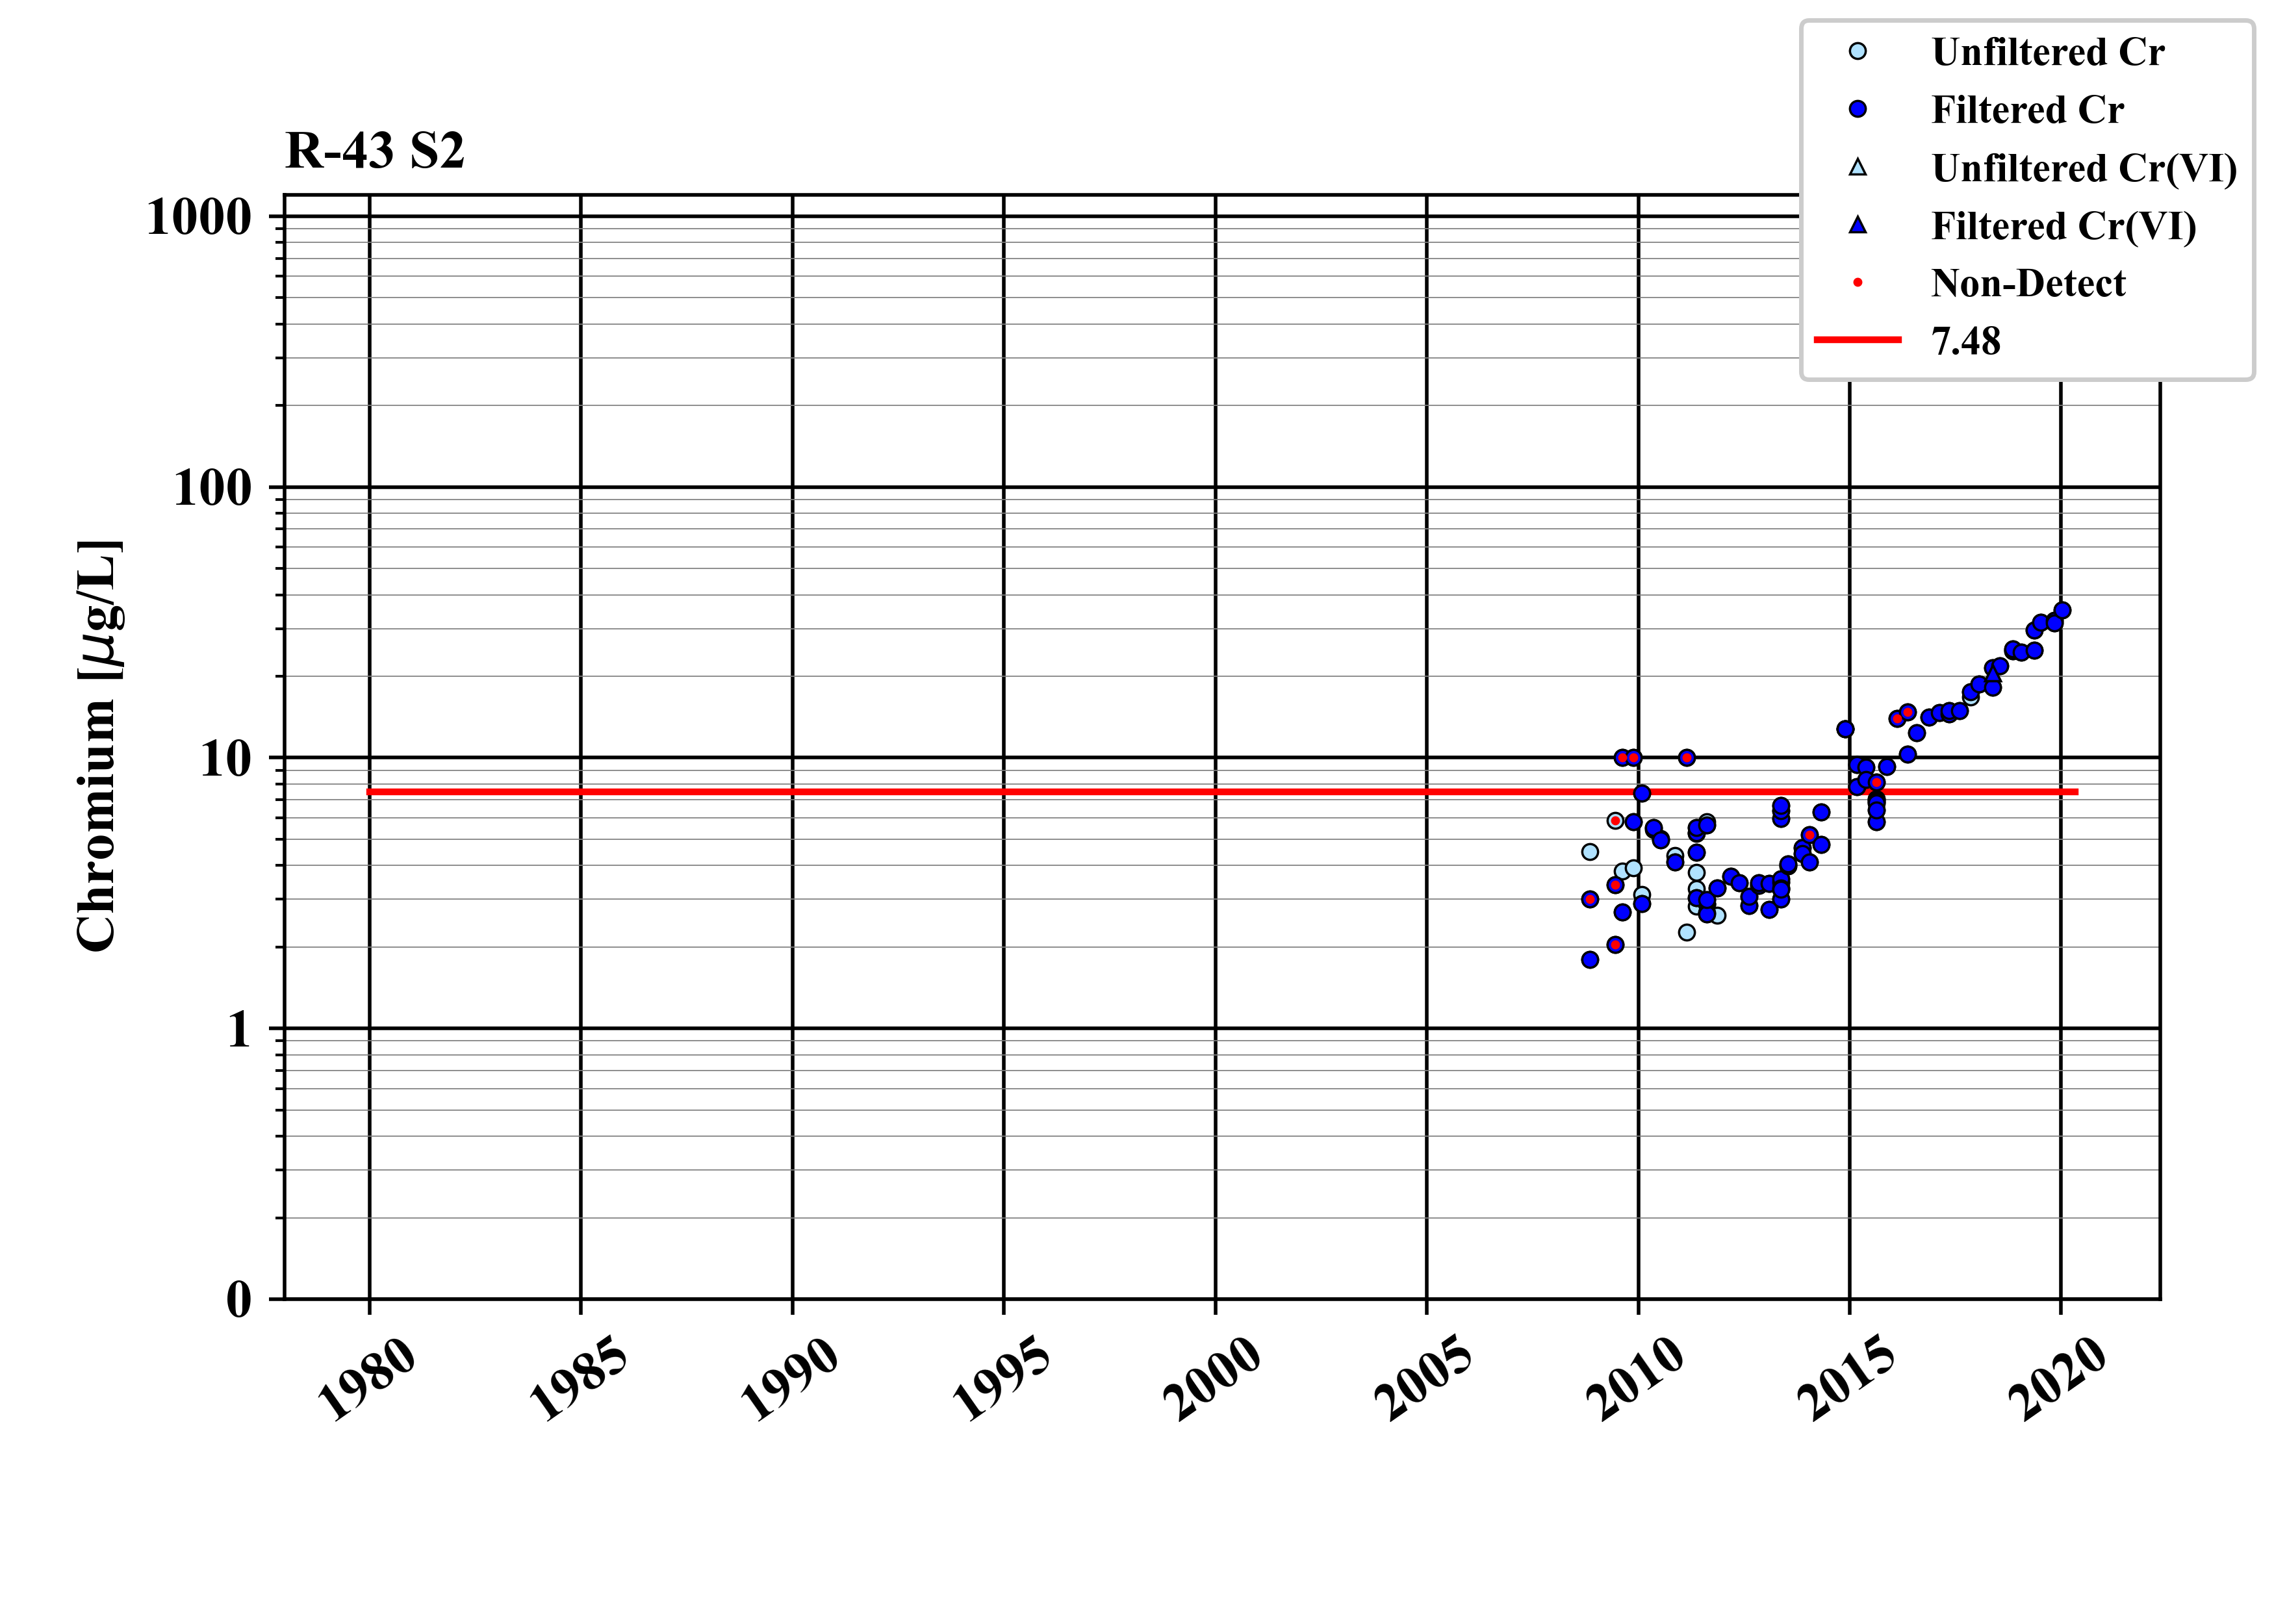 Unfiltered Cr
Filtered Cr
Unfiltered Cr(VI)
Filtered Cr(VI)
Non-Detect
7.48
R-43 S2
1000
100
10
1
0
Chromium [μg/L]
1980
1985
1990
1995
2000
2005
2010
2015
2020